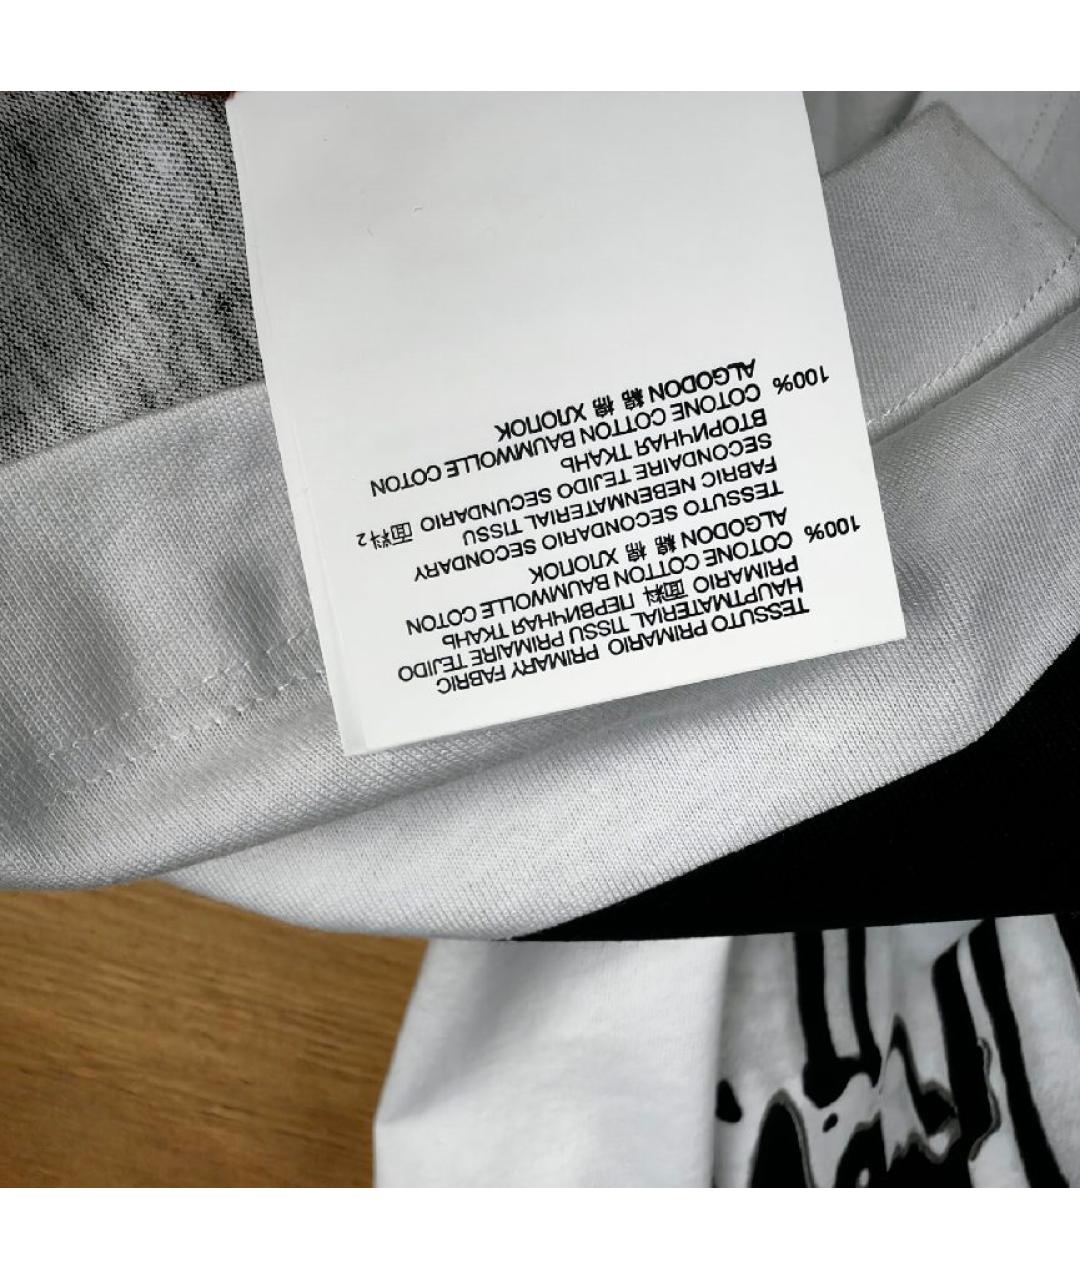 TESSUTO PRIMARIO PRIMARY FABRIC
HAUPTMATERIAL TISSU PRIMAIRE TEJIDO
PRIMARIO 面料 ПЕРВИЧНАЯ ТКАНЬ
100% COTONE COTTON BAUMWOLLE COTON
ALGODON 綿 棉 ХЛОПОК
TESSUTO SECONDARIO SECONDARY
FABRIC NEBENMATERIAL TISSU
SECONDAIRE TEJIDO SECUNDARIO 面料2
ВТОРИЧНАЯ ТКАНЬ
100% COTONE COTTON BAUMWOLLE COTON
ALGODON 綿 棉 ХЛОПОК